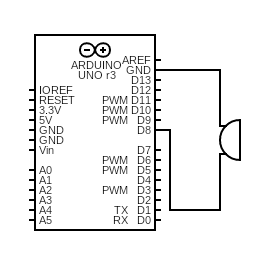 ARDUINO
UNO r3
AREF
GND
D13
D12
IOREF
RESET PWM D11
3.3V PWM D10
5V PWM D9
GND D8
GND
Vin D7
PWM D6
A0 PWM D5
A1 D4
A2 PWM D3
A3 D2
A4 TX D1
A5 RX D0